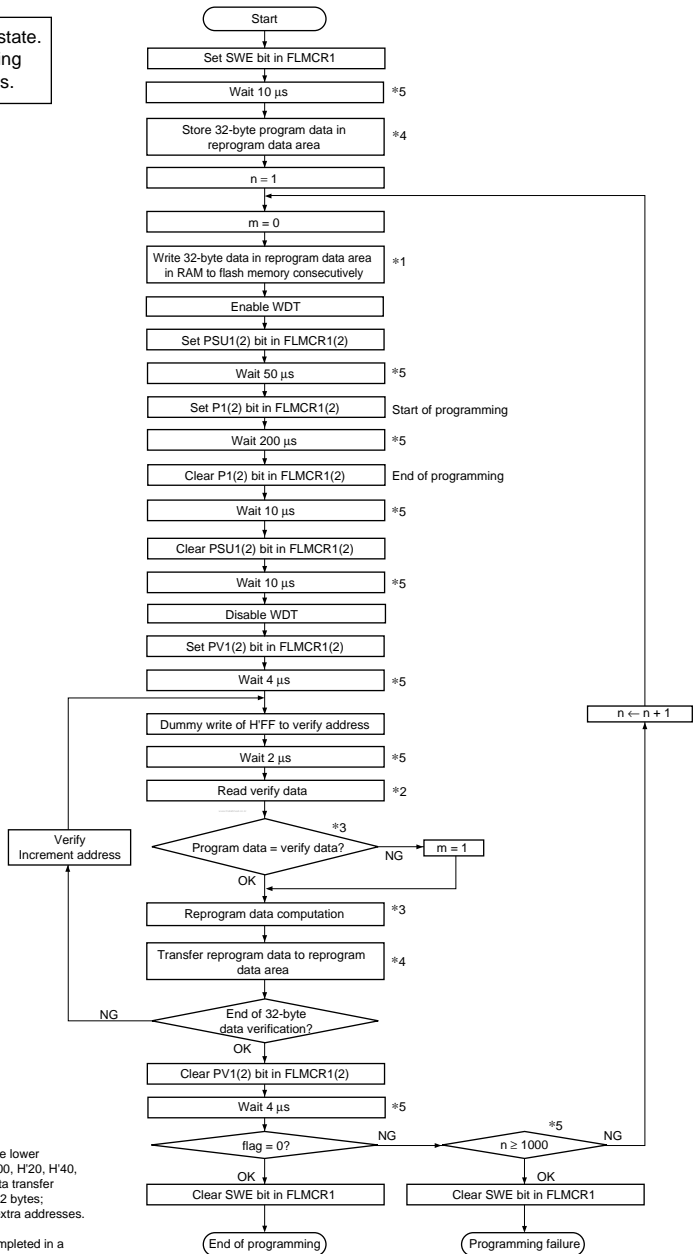 state.
ing
s.
Start
Set SWE bit in FLMCR1
Wait 10 µs
*5
Store 32-byte program data in
reprogram data area
*4
n = 1
m = 0
Write 32-byte data in reprogram data area
in RAM to flash memory consecutively
*1
Enable WDT
Set PSU1(2) bit in FLMCR1(2)
Wait 50 µs
*5
Set P1(2) bit in FLMCR1(2)
Start of programming
Wait 200 µs
*5
Clear P1(2) bit in FLMCR1(2)
End of programming
Wait 10 µs
*5
Clear PSU1(2) bit in FLMCR1(2)
Wait 10 µs
*5
Disable WDT
Set PV1(2) bit in FLMCR1(2)
Wait 4 µs
*5
n ← n + 1
Dummy write of H'FF to verify address
Wait 2 µs
*5
Read verify data
*2
Verify
Increment address
*3
Program data = verify data?
NG
m = 1
OK
Reprogram data computation
*3
Transfer reprogram data to reprogram
data area
*4
NG
End of 32-byte
data verification?
OK
Clear PV1(2) bit in FLMCR1(2)
Wait 4 µs
*5
flag = 0?
NG
*5
n ≥ 1000
NG
OK
OK
Clear SWE bit in FLMCR1
Clear SWE bit in FLMCR1
End of programming
Programming failure
e lower
00, H'20, H'40,
ta transfer
2 bytes;
extra addresses.
mpleted in a